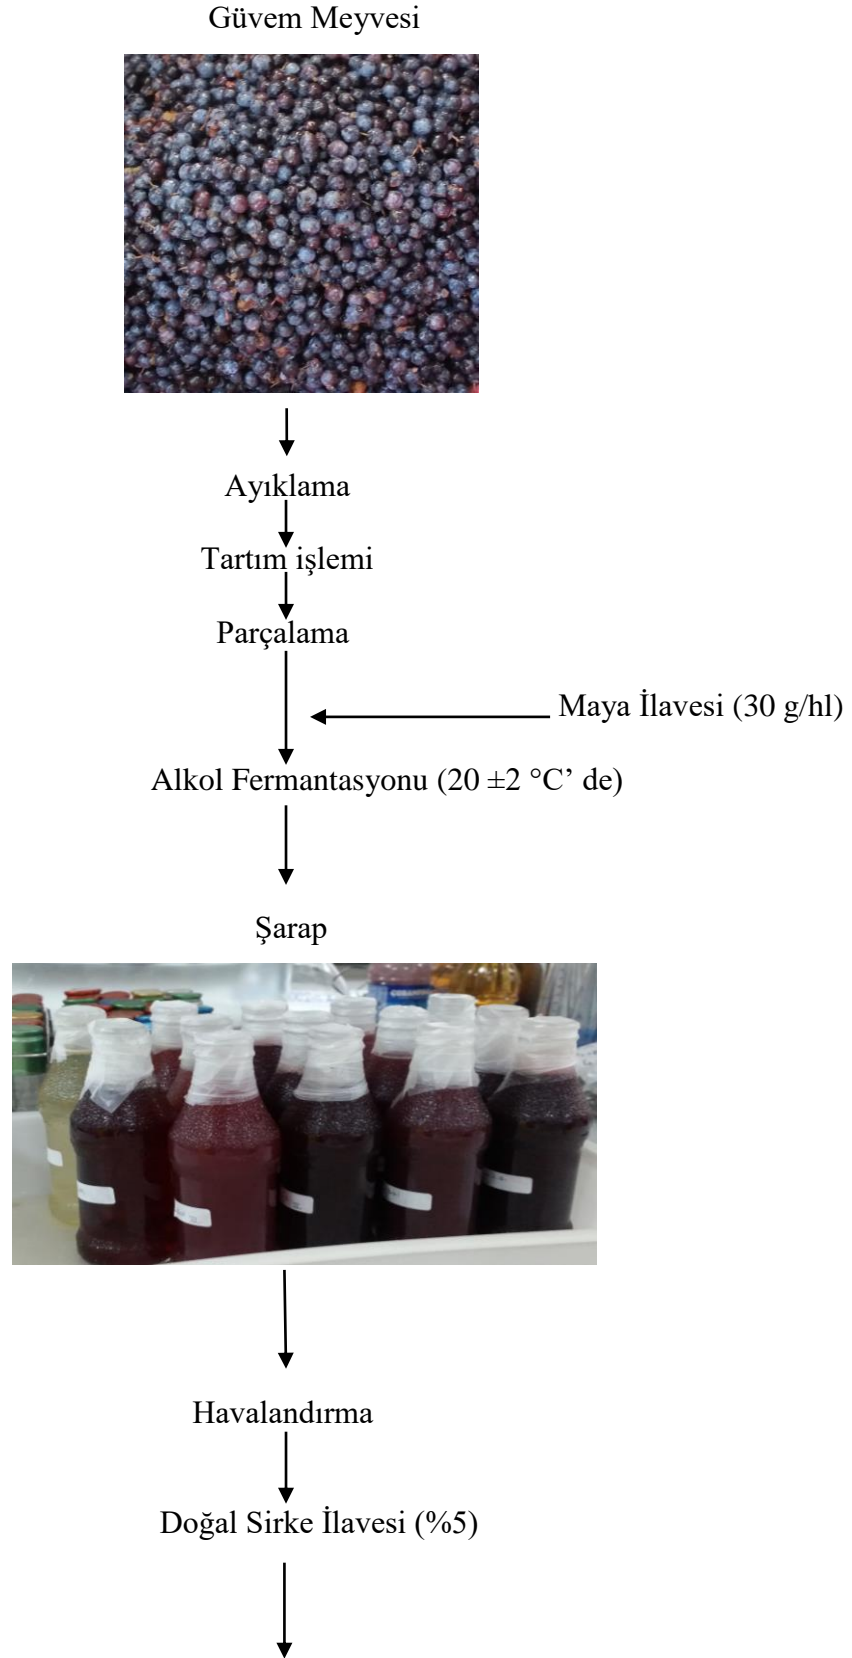 Güvem Meyvesi
Ayıklama
Tartım işlemi
Parçalama
Maya İlavesi (30 g/hl)
Alkol Fermantasyonu (20 ±2 °C’ de)
Şarap
Havalandırma
Doğal Sirke İlavesi (%5)